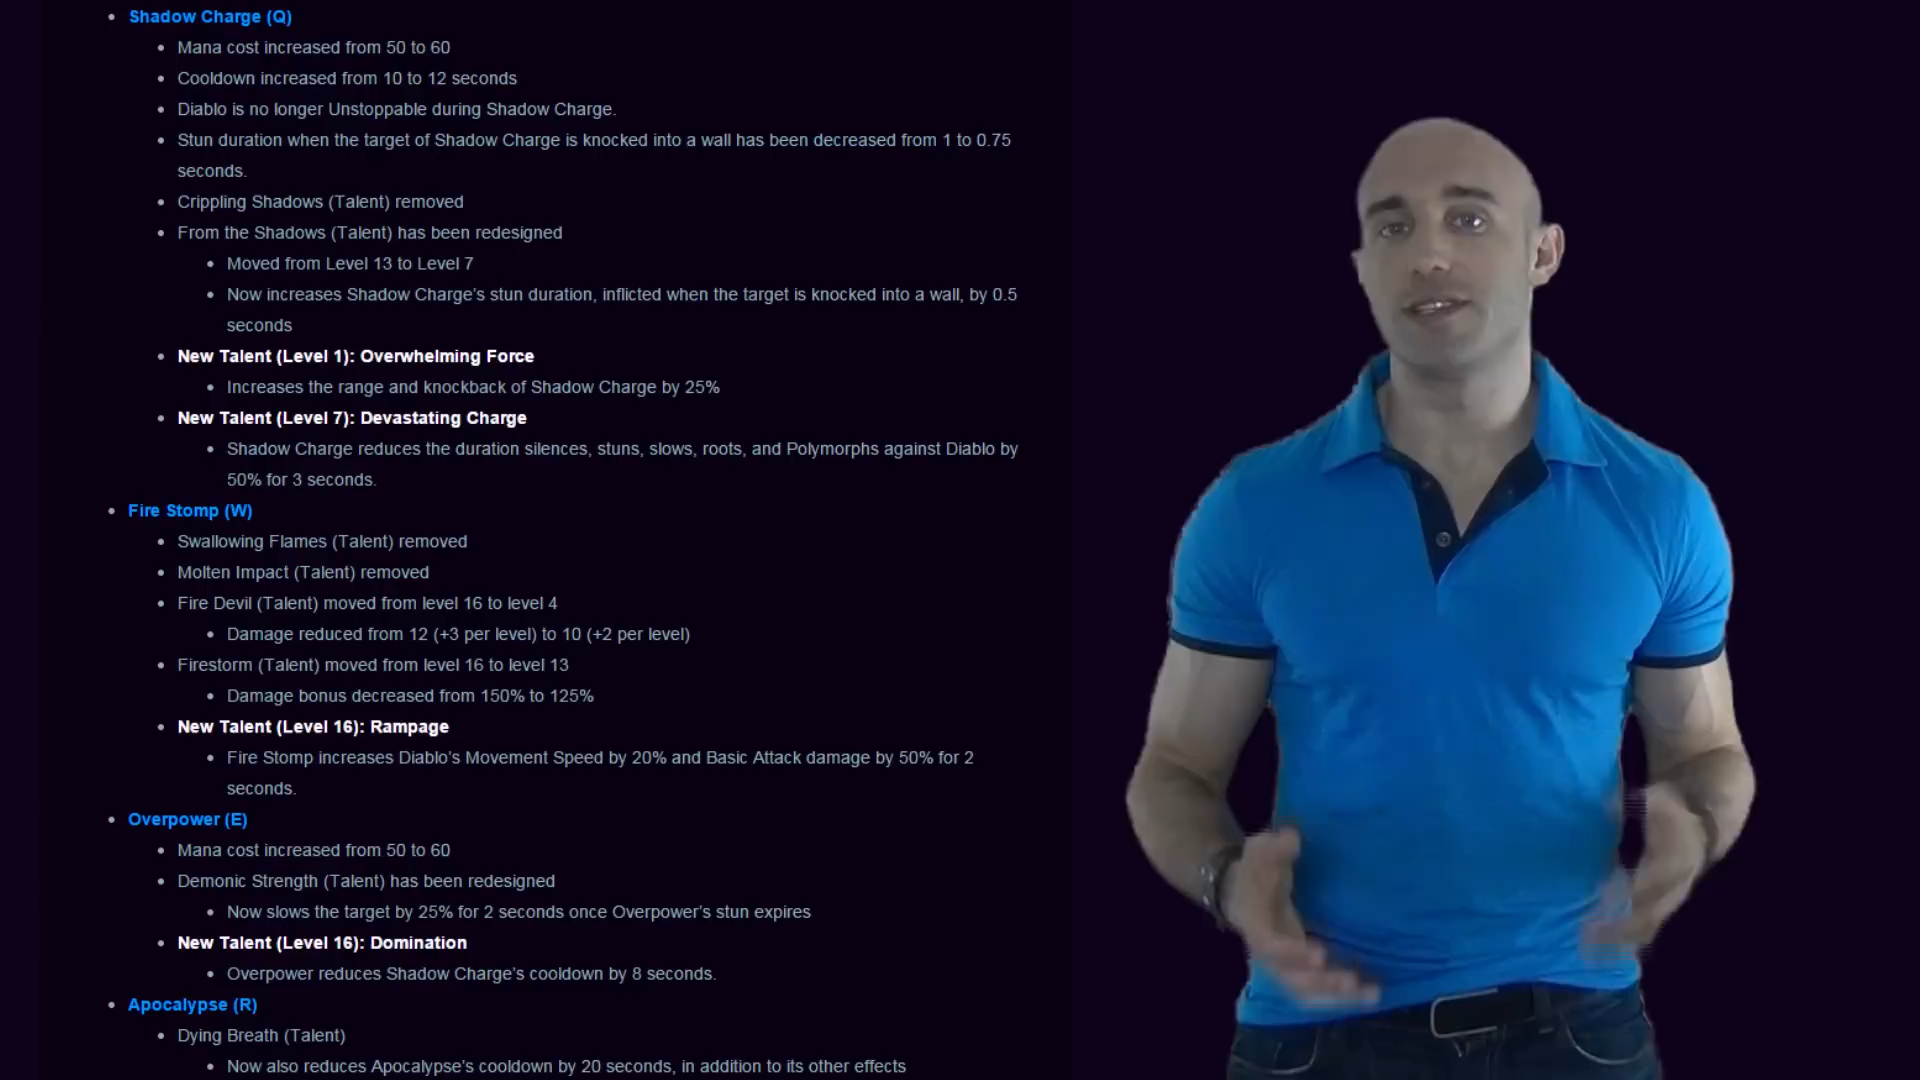 Shadow Charge (Q)
Mana cost increased from 50 to 60
Cooldown increased from 10 to 12 seconds
Diablo is no longer Unstoppable during Shadow Charge.
Stun duration when the target of Shadow Charge is knocked into a wall has been decreased from 1 to 0.75
seconds.
Crippling Shadows (Talent) removed
From the Shadows (Talent) has been redesigned
Moved from Level 13 to Level 7
Now increases Shadow Charge's stun duration, inflicted when the target is knocked into a wall, by 0.5
seconds
New Talent (Level 1): Overwhelming Force
Increases the range and knockback of Shadow Charge by 25%
New Talent (Level 7): Devastating Charge
Shadow Charge reduces the duration silences, stuns, slows, roots, and Polymorphs against Diablo by
50% for 3 seconds.
Fire Stomp (W)
Swallowing Flames (Talent) removed
Molten Impact (Talent) removed
Fire Devil (Talent) moved from level 16 to level 4
Damage reduced from 12 (+3 per level) to 10 (+2 per level)
Firestorm (Talent) moved from level 16 to level 13
Damage bonus decreased from 150% to 125%
New Talent (Level 16): Rampage
Fire Stomp increases Diablo's Movement Speed by 20% and Basic Attack damage by 50% for 2
seconds.
Overpower (E)
Mana cost increased from 50 to 60
Demonic Strength (Talent) has been redesigned
Now slows the target by 25% for 2 seconds once Overpower's stun expires
New Talent (Level 16): Domination
Overpower reduces Shadow Charge's cooldown by 8 seconds.
Apocalypse (R)
Dying Breath (Talent)
Now also reduces Apocalypse's cooldown by 20 seconds, in addition to its other effects